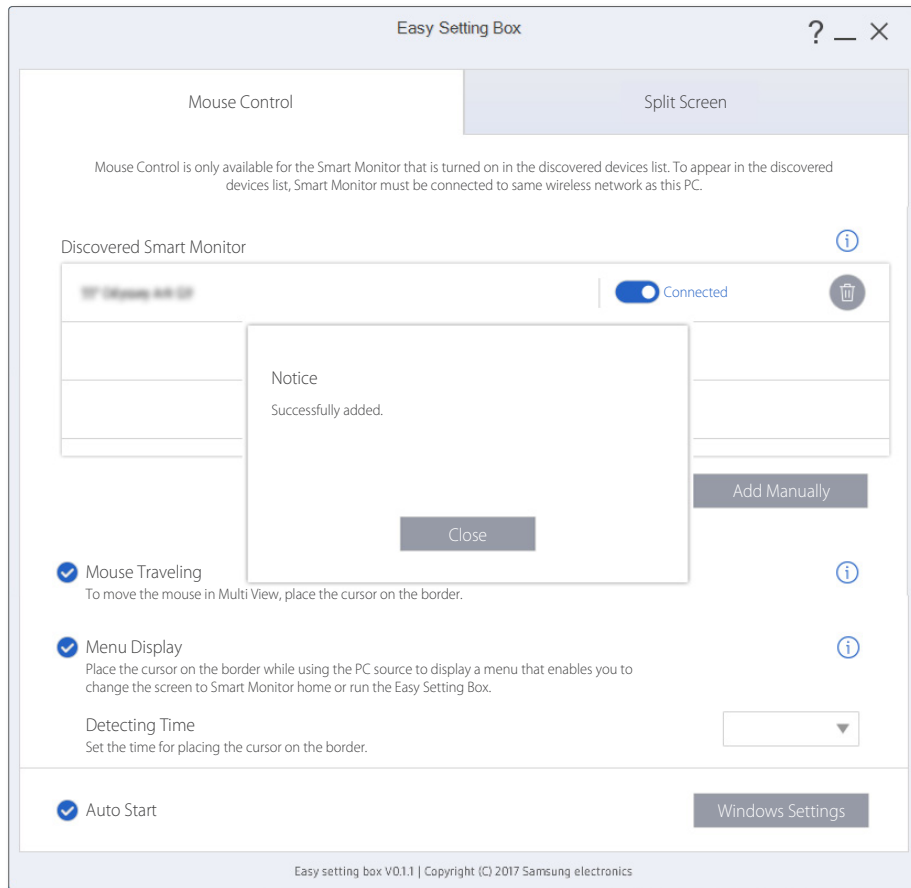 Easy Setting Box
?
Mouse Control
Split Screen
Mouse Control is only available for the Smart Monitor that is turned on in the discovered devices list. To appear in the discovered
devices list, Smart Monitor must be connected to same wireless network as this PC.
Discovered Smart Monitor
Connected
Notice
Successfully added.
Close
Add Manually
Mouse Traveling
To move the mouse in Multi View, place the cursor on the border.
Menu Display
Place the cursor on the border while using the PC source to display a menu that enables you to
change the screen to Smart Monitor home or run the Easy Setting Box.
Detecting Time
Set the time for placing the cursor on the border.
Auto Start
Windows Settings
Easy setting box V0.1.1 | Copyright (C) 2017 Samsung electronics